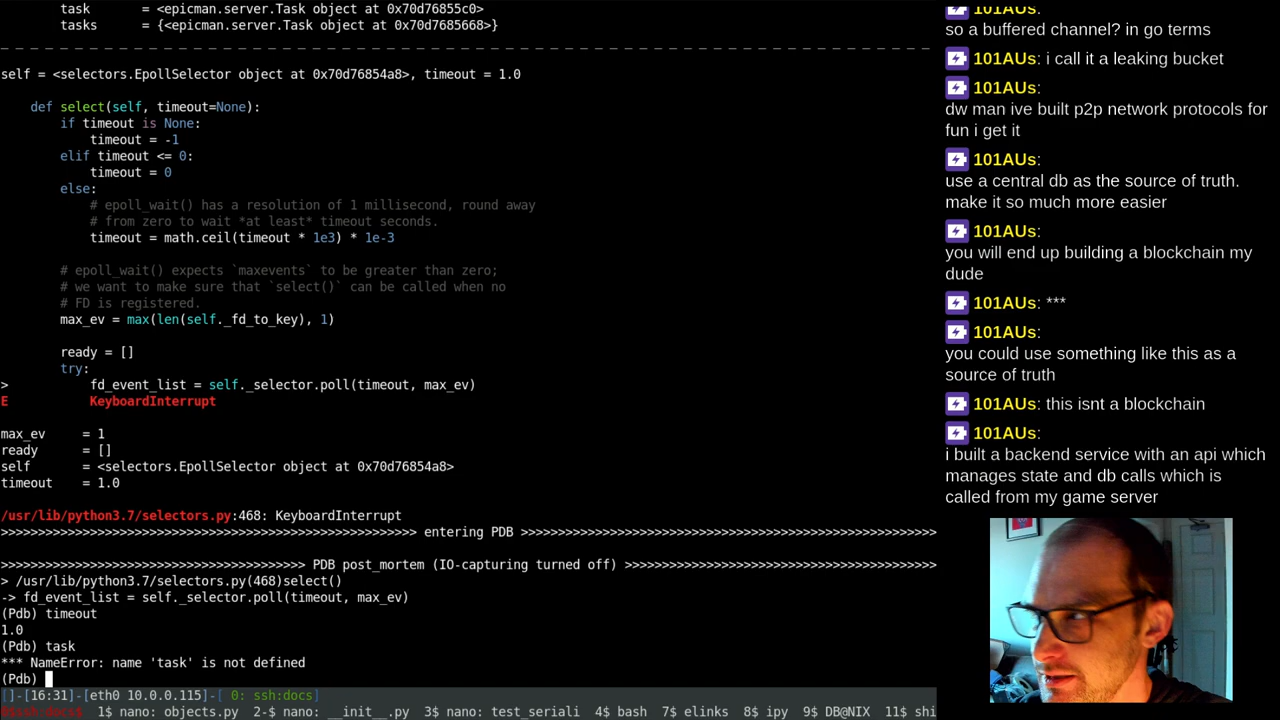 task       = <epicman.server.Task object at 0x70d76855c0>
tasks      = {<epicman.server.Task object at 0x70d7685668>}
self = <selectors.EpollSelector object at 0x70d76854a8>, timeout = 1.0
def select(self, timeout=None):
if timeout is None:
timeout = -1
elif timeout <= 0:
timeout = 0
else:
# epoll_wait() has a resolution of 1 millisecond, round away
# from zero to wait *at least* timeout seconds.
timeout = math.ceil(timeout * 1e3) * 1e-3
# epoll_wait() expects `maxevents` to be greater than zero;
# we want to make sure that `select()` can be called when no
# FD is registered.
max_ev = max(len(self._fd_to_key), 1)
ready = []
try:
>           fd_event_list = self._selector.poll(timeout, max_ev)
E           KeyboardInterrupt
max_ev     = 1
ready      = []
self       = <selectors.EpollSelector object at 0x70d76854a8>
timeout    = 1.0
/usr/lib/python3.7/selectors.py:468: KeyboardInterrupt
>>>>>>>>>>>>>>>>>>>>>>>>>>>>>>>>>>>>>>>>>>>>>>>>>>>>>>> entering PDB >>>>>>>>>>>>>>>>>>>>>>>>>>>>>>>>>>>>>>>>>>>>>>>>>>>>>>>>
>>>>>>>>>>>>>>>>>>>>>>>>>>>>>>>>>>>>>>>> PDB post_mortem (IO-capturing turned off) >>>>>>>>>>>>>>>>>>>>>>>>>>>>>>>>>>>>>>>>>
> /usr/lib/python3.7/selectors.py(468)select()
-> fd_event_list = self._selector.poll(timeout, max_ev)
(Pdb) timeout
1.0
(Pdb) task
*** NameError: name 'task' is not defined
(Pdb)
[]-[16:31]-[eth0 10.0.0.115]-[ 0: ssh:docs]
0$ssh:docs$  1$ nano: objects.py  2-$ nano: __init__.py  3$ nano: test_seriali  4$ bash  7$ elinks  8$ ipy  9$ DB@NIX  11$ shi
101AUs:
so a buffered channel? in go terms
101AUs: i call it a leaking bucket
101AUs:
dw man ive built p2p network protocols for
fun i get it
101AUs:
use a central db as the source of truth.
make it so much more easier
101AUs:
you will end up building a blockchain my
dude
101AUs: ***
101AUs:
you could use something like this as a
source of truth
101AUs: this isnt a blockchain
101AUs:
i built a backend service with an api which
manages state and db calls which is
called from my game server